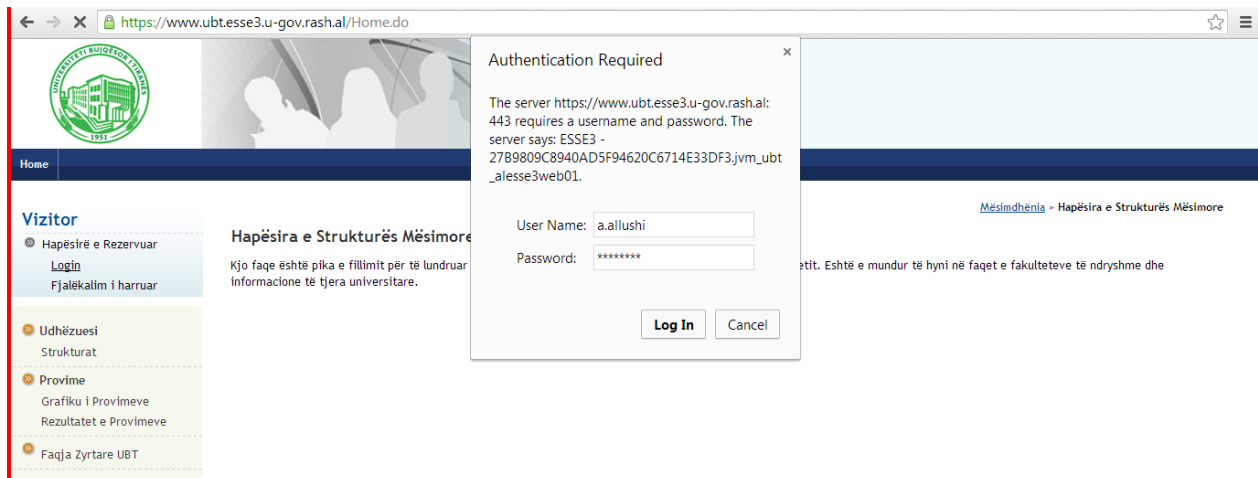 https://www.ubt.esse3.u-gov.rash.al/Home.do
UNIVERSITETI BUJQËSOR I TIRANËS
1951
Home
Authentication Required
The server https://www.ubt.esse3.u-gov.rash.al:
443 requires a username and password. The
server says: ESSE3 -
27B9809C8940AD5F94620C6714E33DF3.jvm_ubt
_alesse3web01.
User Name: a.allushi
Password: ********
Log In Cancel
Mësimdhënia » Hapësira e Strukturës Mësimore
Vizitor
Hapësirë e Rezervuar
Login
Fjalëkalim i harruar
Udhëzuesi
Strukturat
Provime
Grafiku i Provimeve
Rezultatet e Provimeve
Faqja Zyrtare UBT
Hapësira e Strukturës Mësimore
Kjo faqe është pika e fillimit për të lundruar etit. Eshtë e mundur të hyni në faqet e fakulteteve të ndryshme dhe
informacione të tjera universitare.